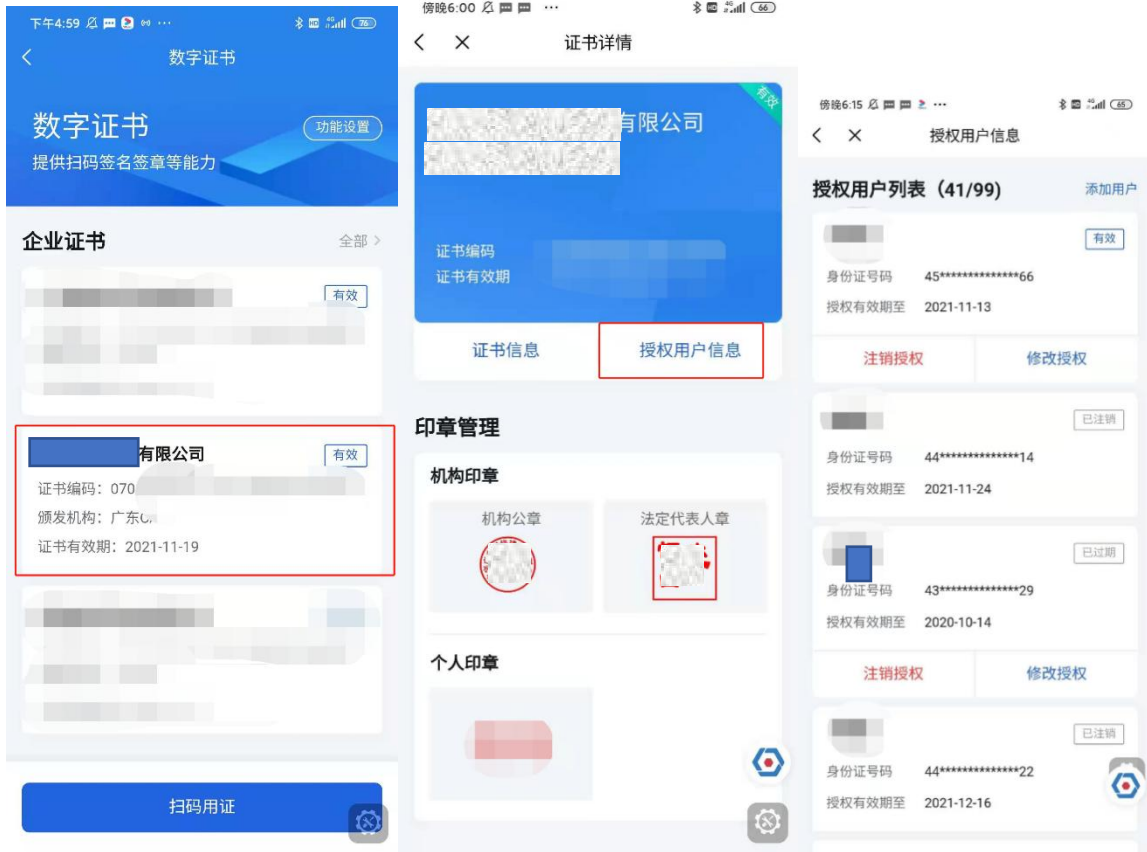 下午4:59
76
数字证书
数字证书
功能设置
提供扫码签名签章等能力
企业证书
全部
有效
有限公司
有效
证书编码：070
颁发机构：广东C
证书有效期：2021-11-19
扫码用证
傍晚6:00
66
证书详情
有效
有限公司
证书编码
证书有效期
证书信息
授权用户信息
印章管理
机构印章
机构公章
法定代表人章
个人印章
傍晚6:15
65
授权用户信息
授权用户列表（41/99)
添加用户
有效
身份证号码 45**************66
授权有效期至 2021-11-13
注销授权
修改授权
已注销
身份证号码 44**************14
授权有效期至 2021-11-24
已过期
身份证号码 43**************29
授权有效期至 2020-10-14
注销授权
修改授权
已注销
身份证号码 44**************22
授权有效期至 2021-12-16